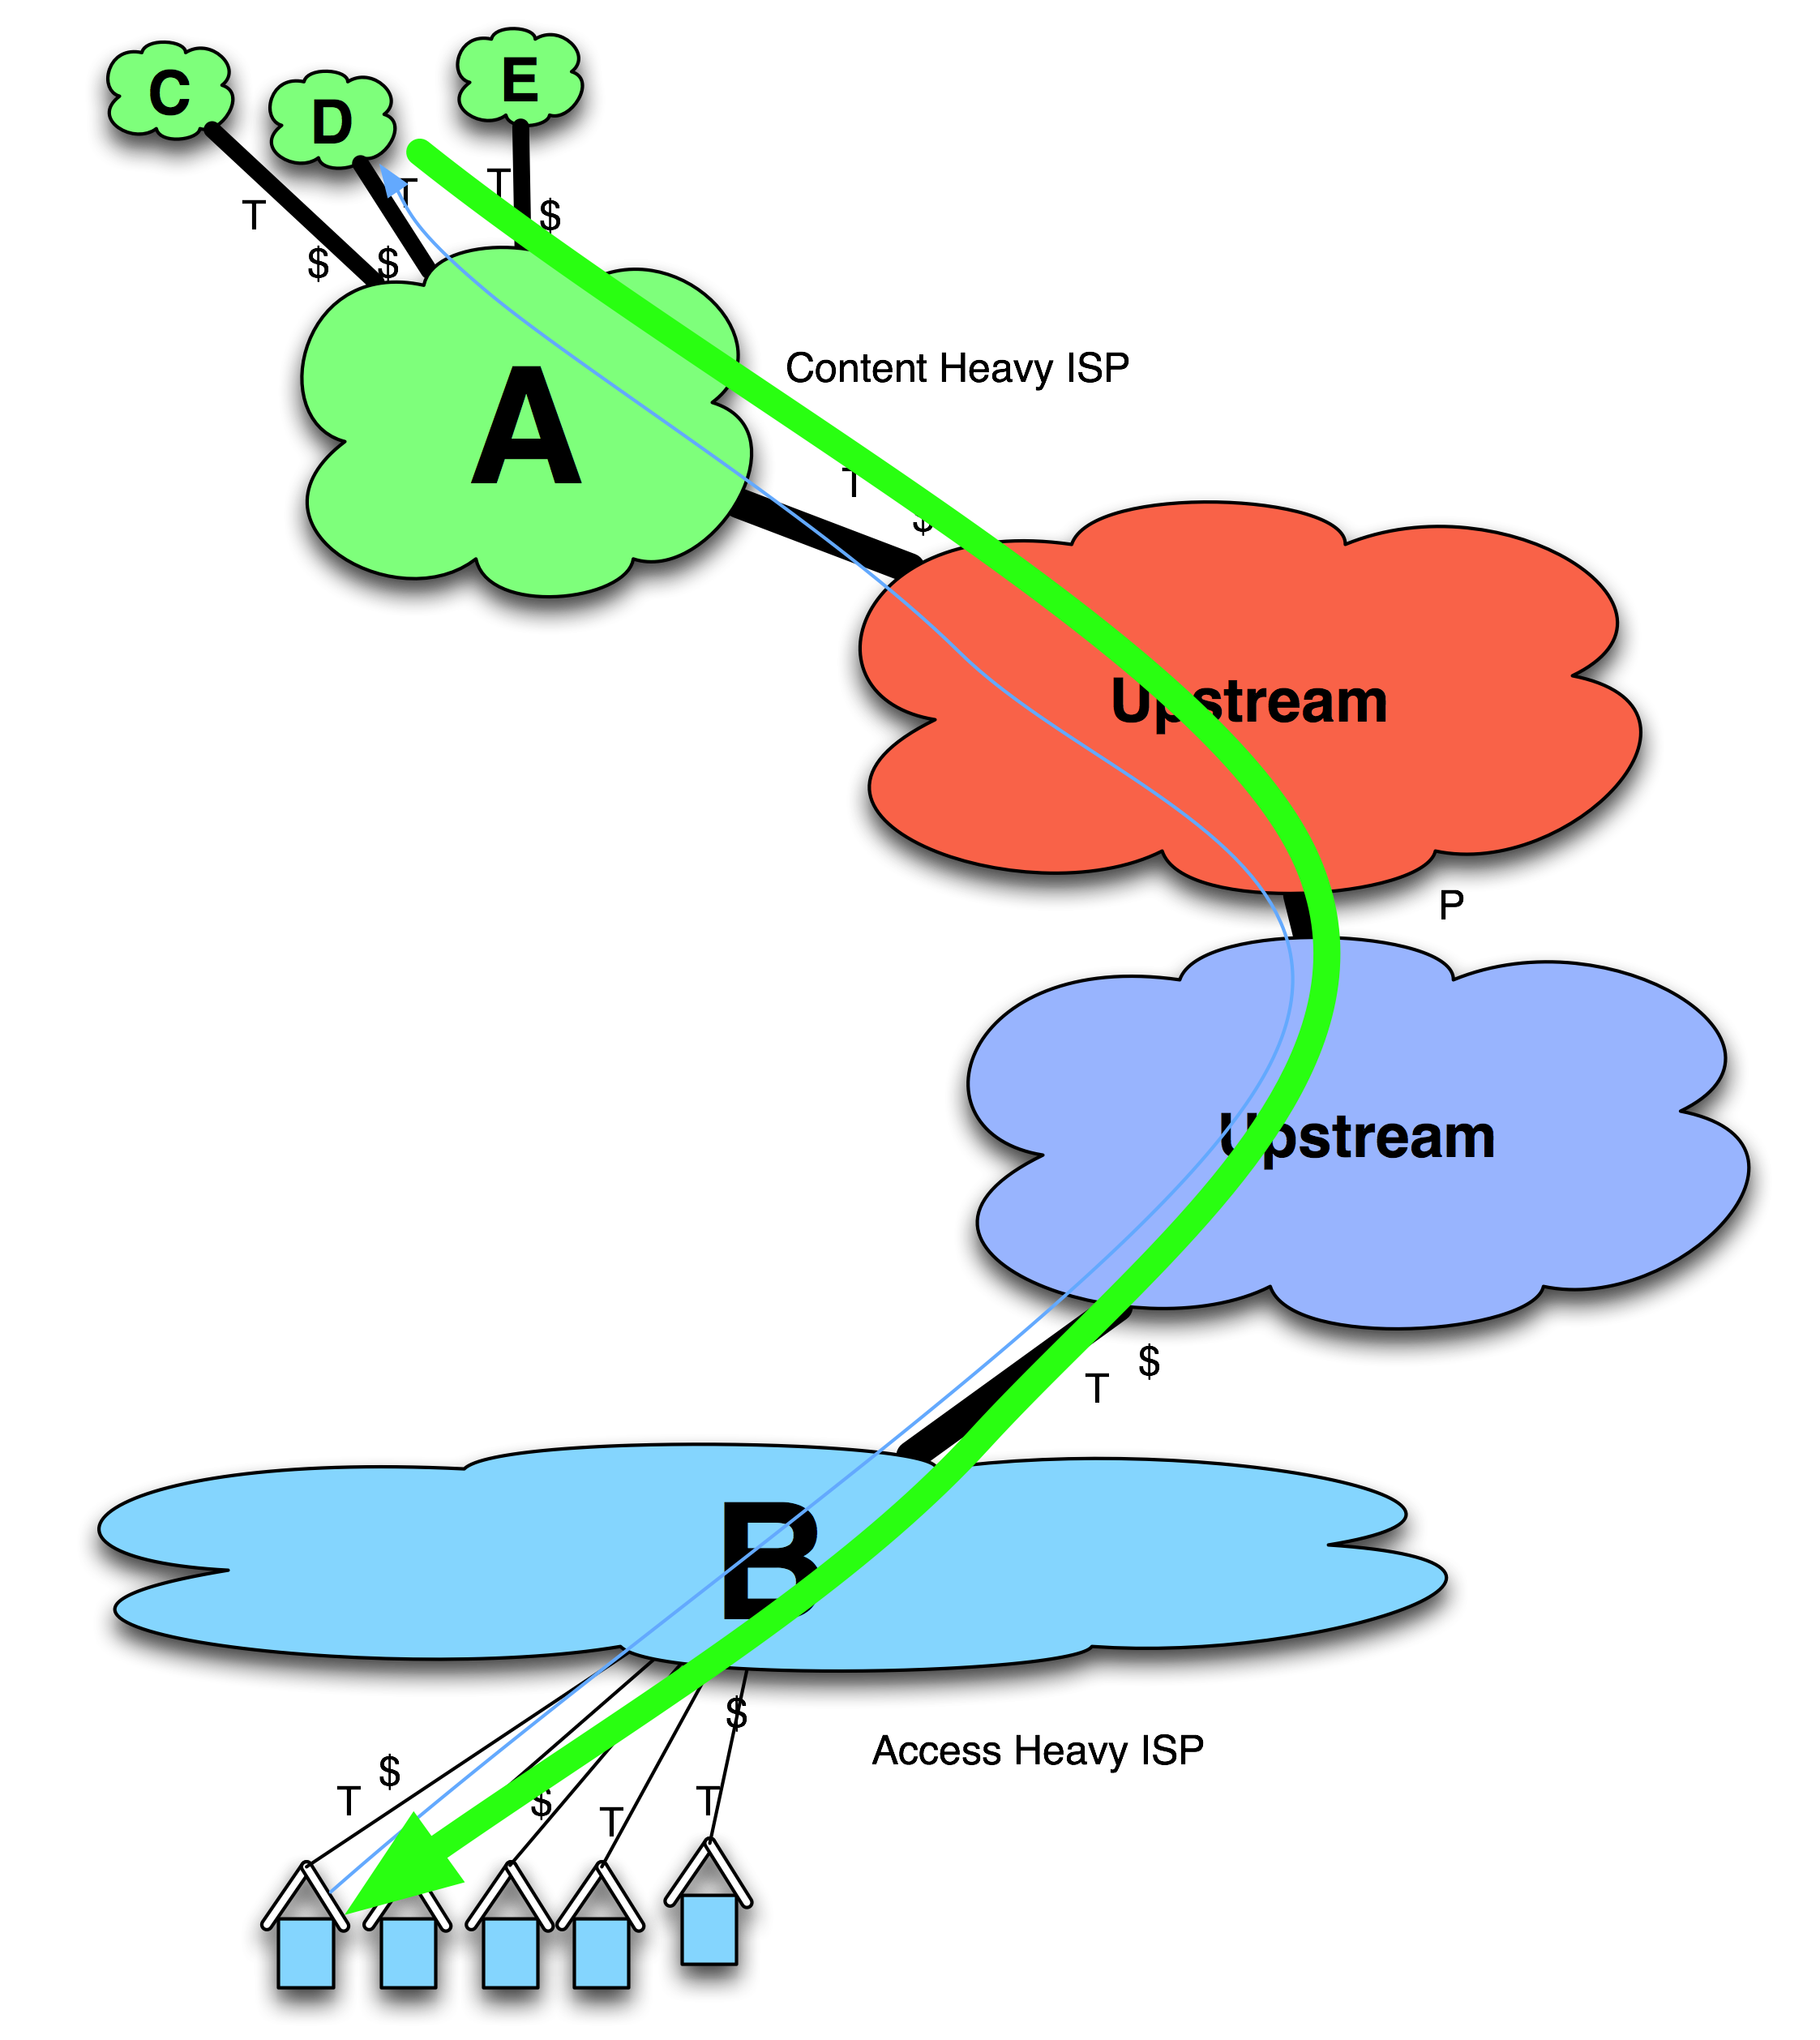 C
D
E
T
T
T
$
$
$
A
Content Heavy ISP
T
$
Upstream
P
Upstream
$
T
B
$
Access Heavy ISP
$
T
$
T
T